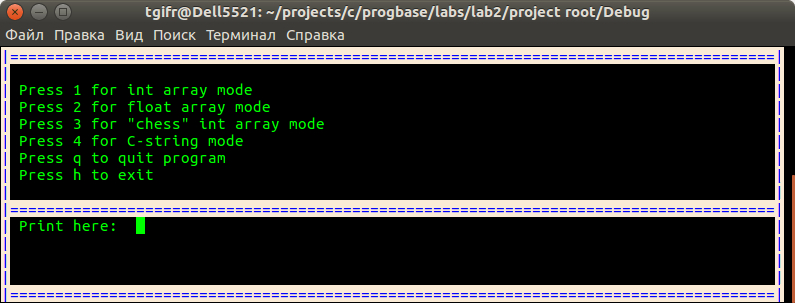 tgifr@Dell5521: ~/projects/c/progbase/labs/lab2/project root/Debug
Файл Правка Вид Поиск Терминал Справка
Press 1 for int array mode
Press 2 for float array mode
Press 3 for "chess" int array mode
Press 4 for C-string mode
Press q to quit program
Press h to exit
Print here: